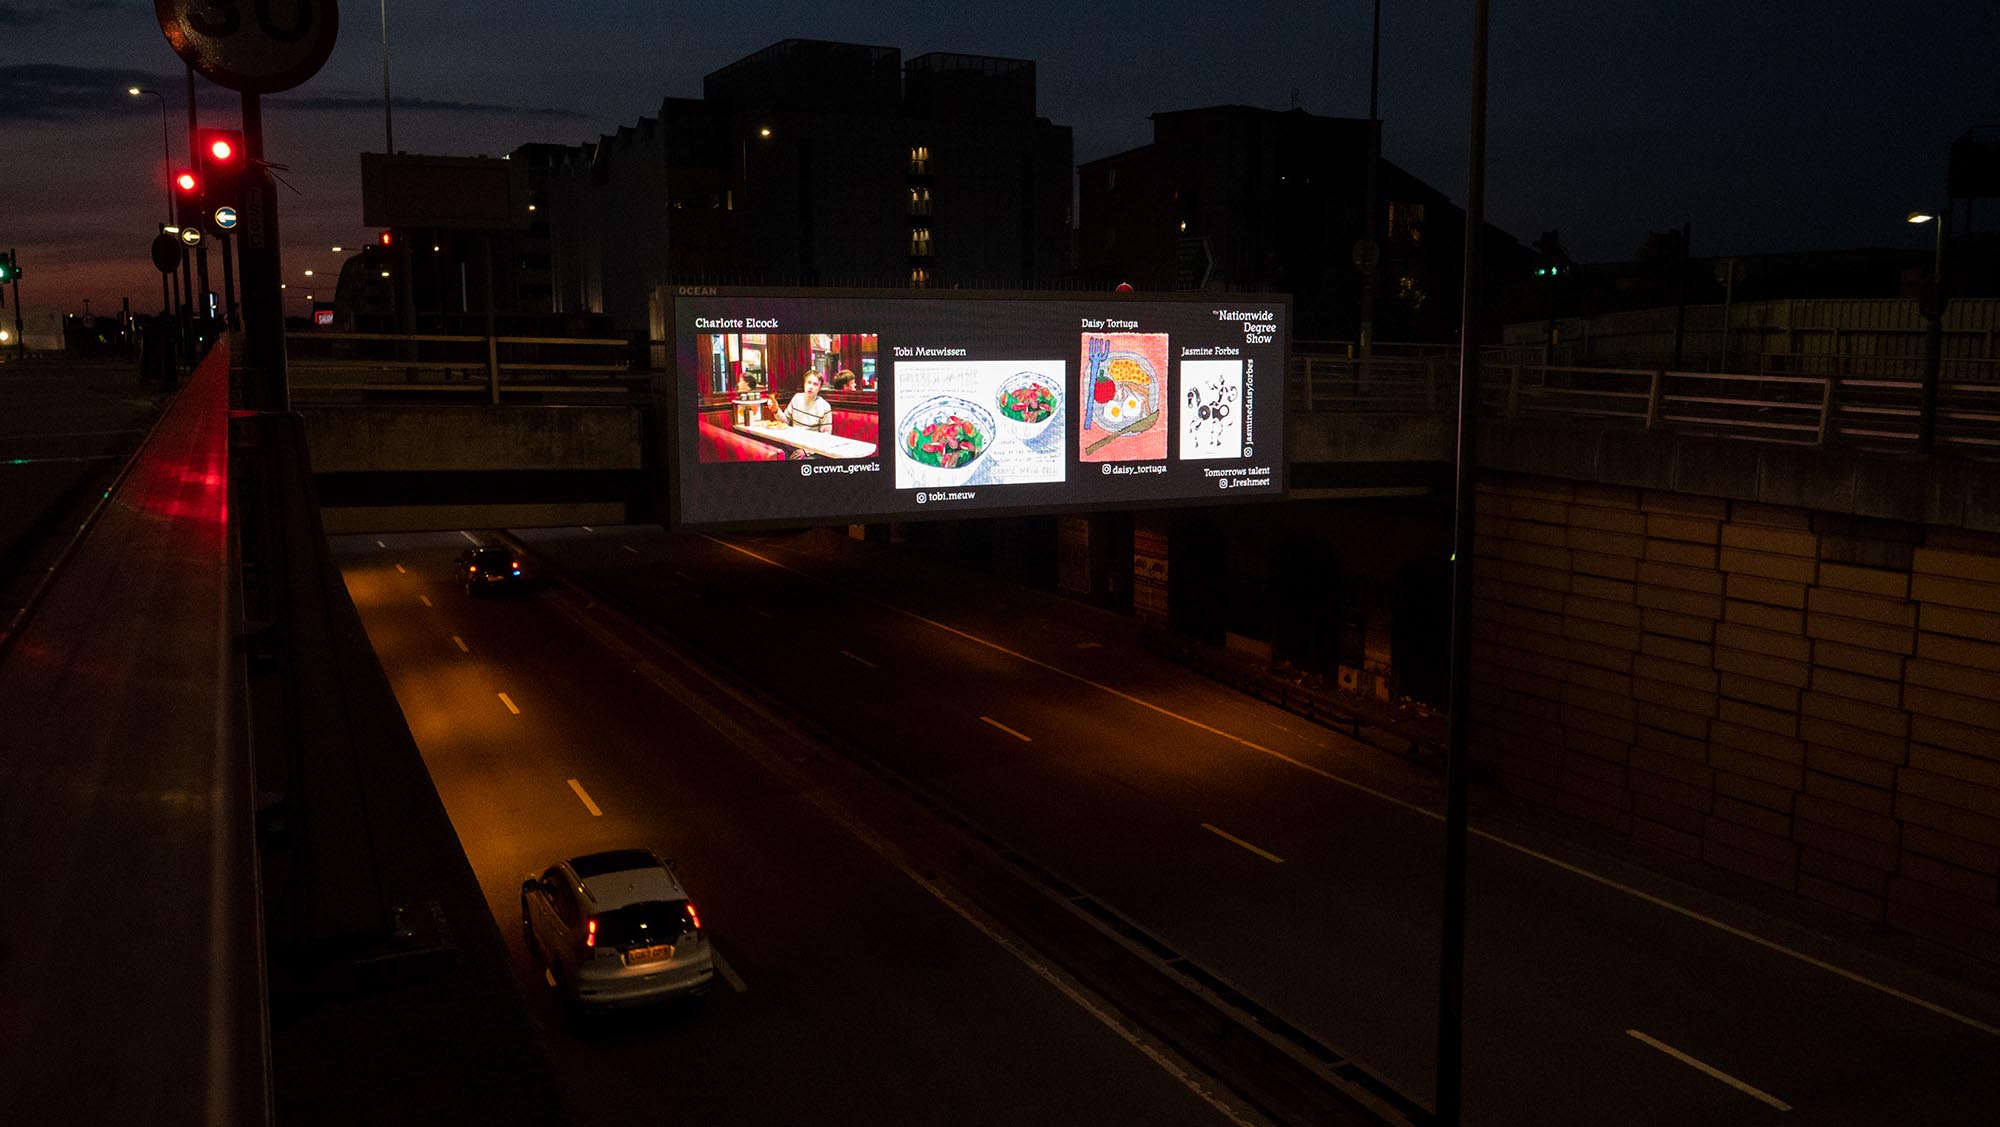 30
OCEAN
Charlotte Elcock
crown_gewelz
Tobi Meuwissen
tobi.meuw
Daisy Tortuga
daisy_tortuga
Jasmine Forbes
jasminedaisyforbes
The Nationwide
Degree
Show
Tomorrows talent
_freshmeet